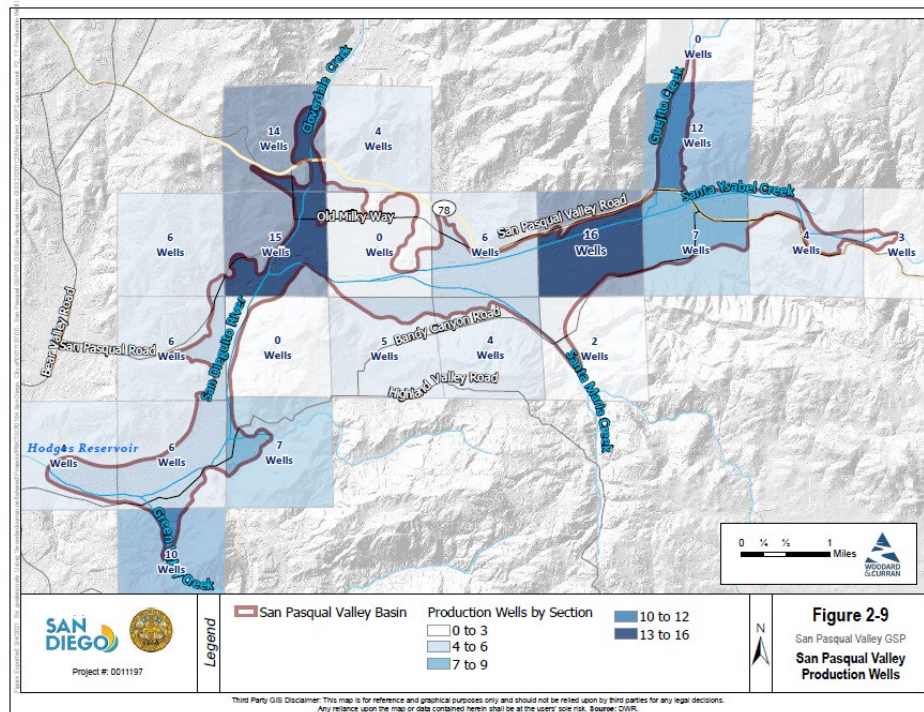 0
Wells
Cloverdale Creek
Guejito Creek
14
Wells
4
Wells
12
Wells
Santa Ysabel Creek
Old Milky Way
78
San Pasqual Valley Road
6
Wells
15
Wells
0
Wells
6
Wells
16
Wells
7
Wells
4
Wells
3
Wells
Bear Valley Road
San Pasqual Road
San Dieguito River
6
Wells
0
Wells
Bandy Canyon Road
5
Wells
4
Wells
2
Wells
Santa Maria Creek
Highland Valley Road
Hodges Reservoir
4
Wells
6
Wells
7
Wells
Green Valley Creek
10
Wells
0 ¼ ½ 1
Miles
WOODARD
&CURRAN
SAN
DIEGO
Project #: 0011197
Legend
San Pasqual Valley Basin
Production Wells by Section
0 to 3
4 to 6
7 to 9
10 to 12
13 to 16
N
Figure 2-9
San Pasqual Valley GSP
San Pasqual Valley
Production Wells
Third Party GIS Disclaimer: This map is for reference and graphical purposes only and should not be relied upon by third parties for any legal decisions.
Any reliance upon the map or data contained herein shall be at the users' sole risk. Source: DWR.